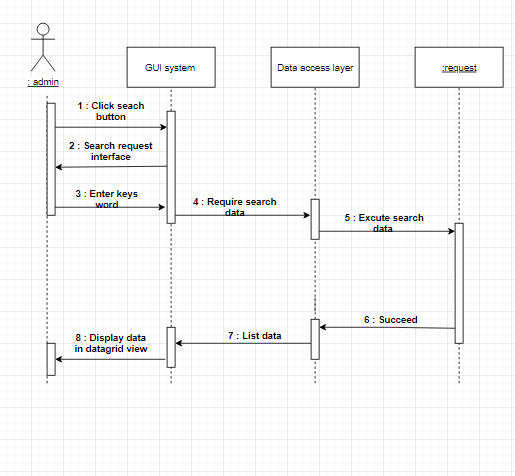 : admin
GUI system
Data access layer
:request
1 : Click seach
button
2 : Search request
interface
3 : Enter keys
word
4 : Require search
data
5 : Excute search
data
6 : Succeed
7 : List data
8 : Display data
in datagrid view